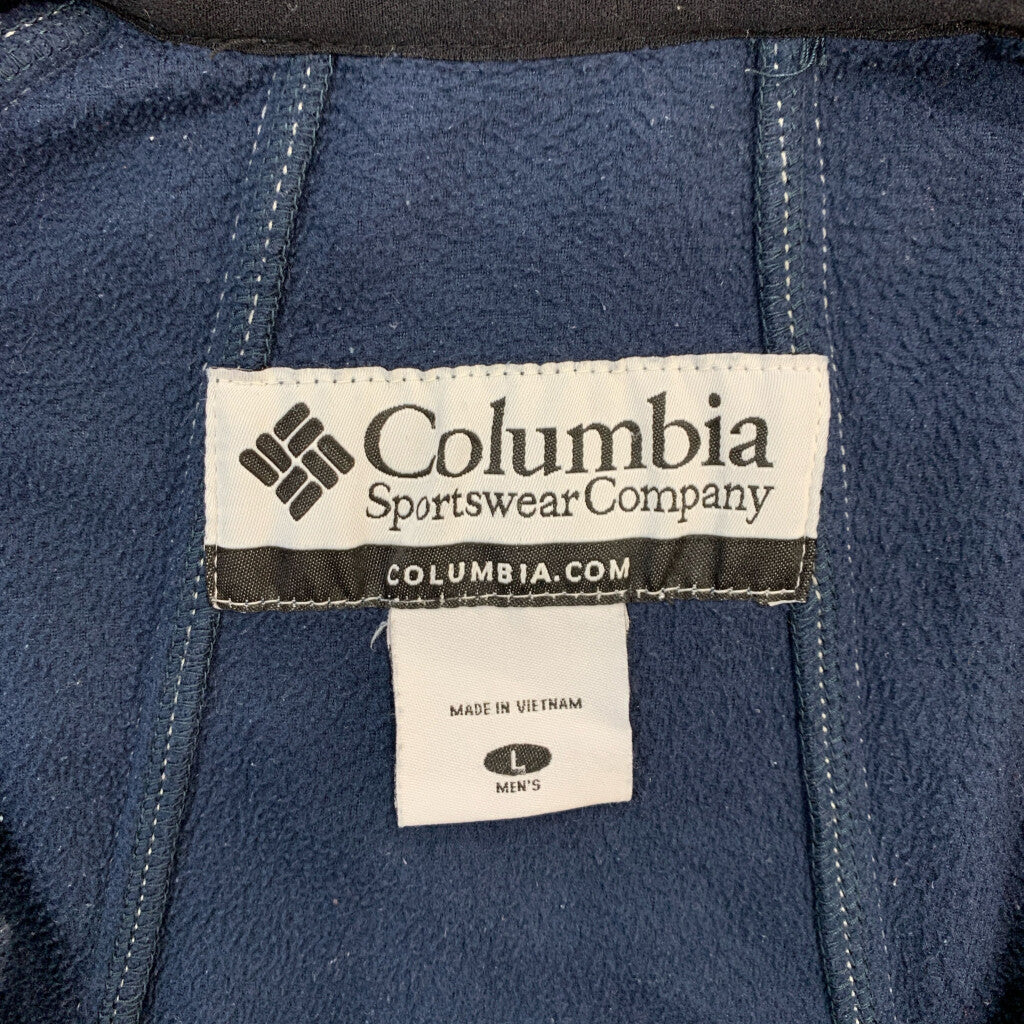 Columbia
Sportswear Company
COLUMBIA.COM
MADE IN VIETNAM
L
MEN'S